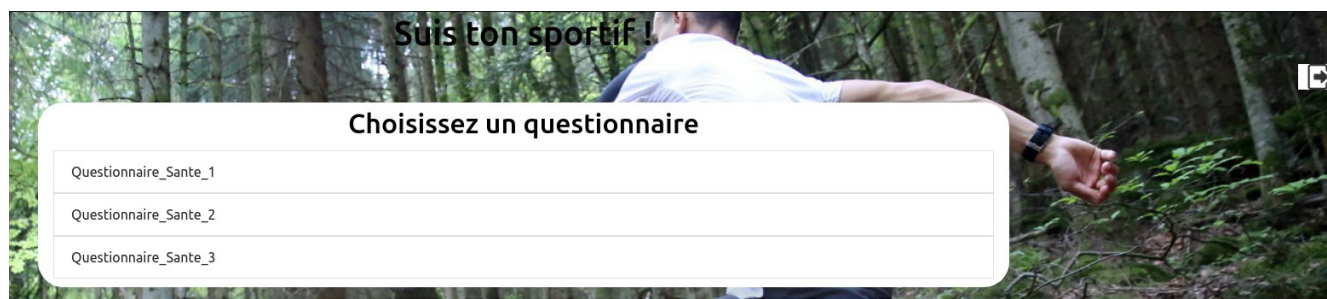 Suis ton sportif !
Choisissez un questionnaire
Questionnaire_Sante_1
Questionnaire_Sante_2
Questionnaire_Sante_3